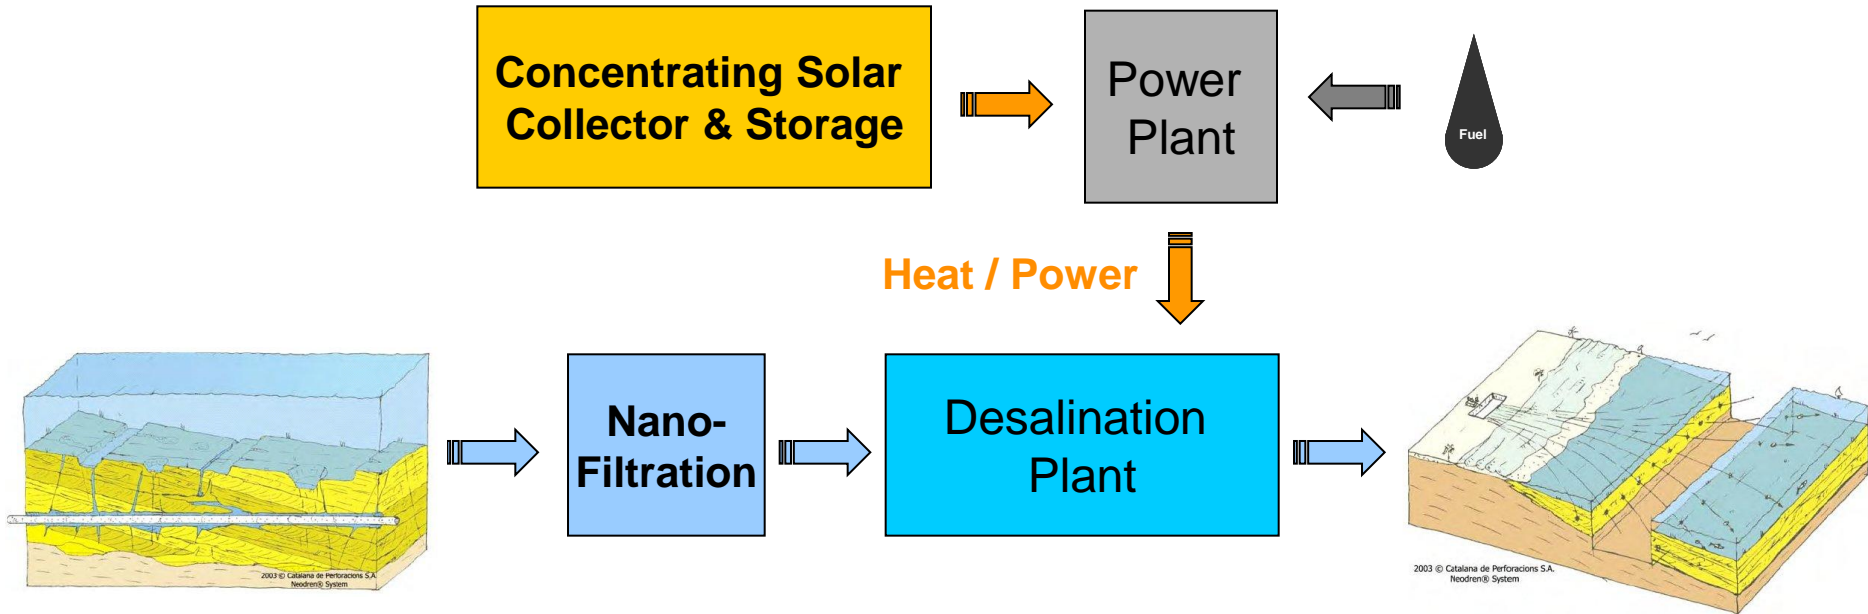 Concentrating Solar
Collector & Storage
Power
Plant
Fuel
Heat / Power
Nano-
Filtration
Desalination
Plant
2003 © Catalana de Perforacions S.A.
Neodren® System
2003 © Catalana de Perforacions S.A.
Neodren® System